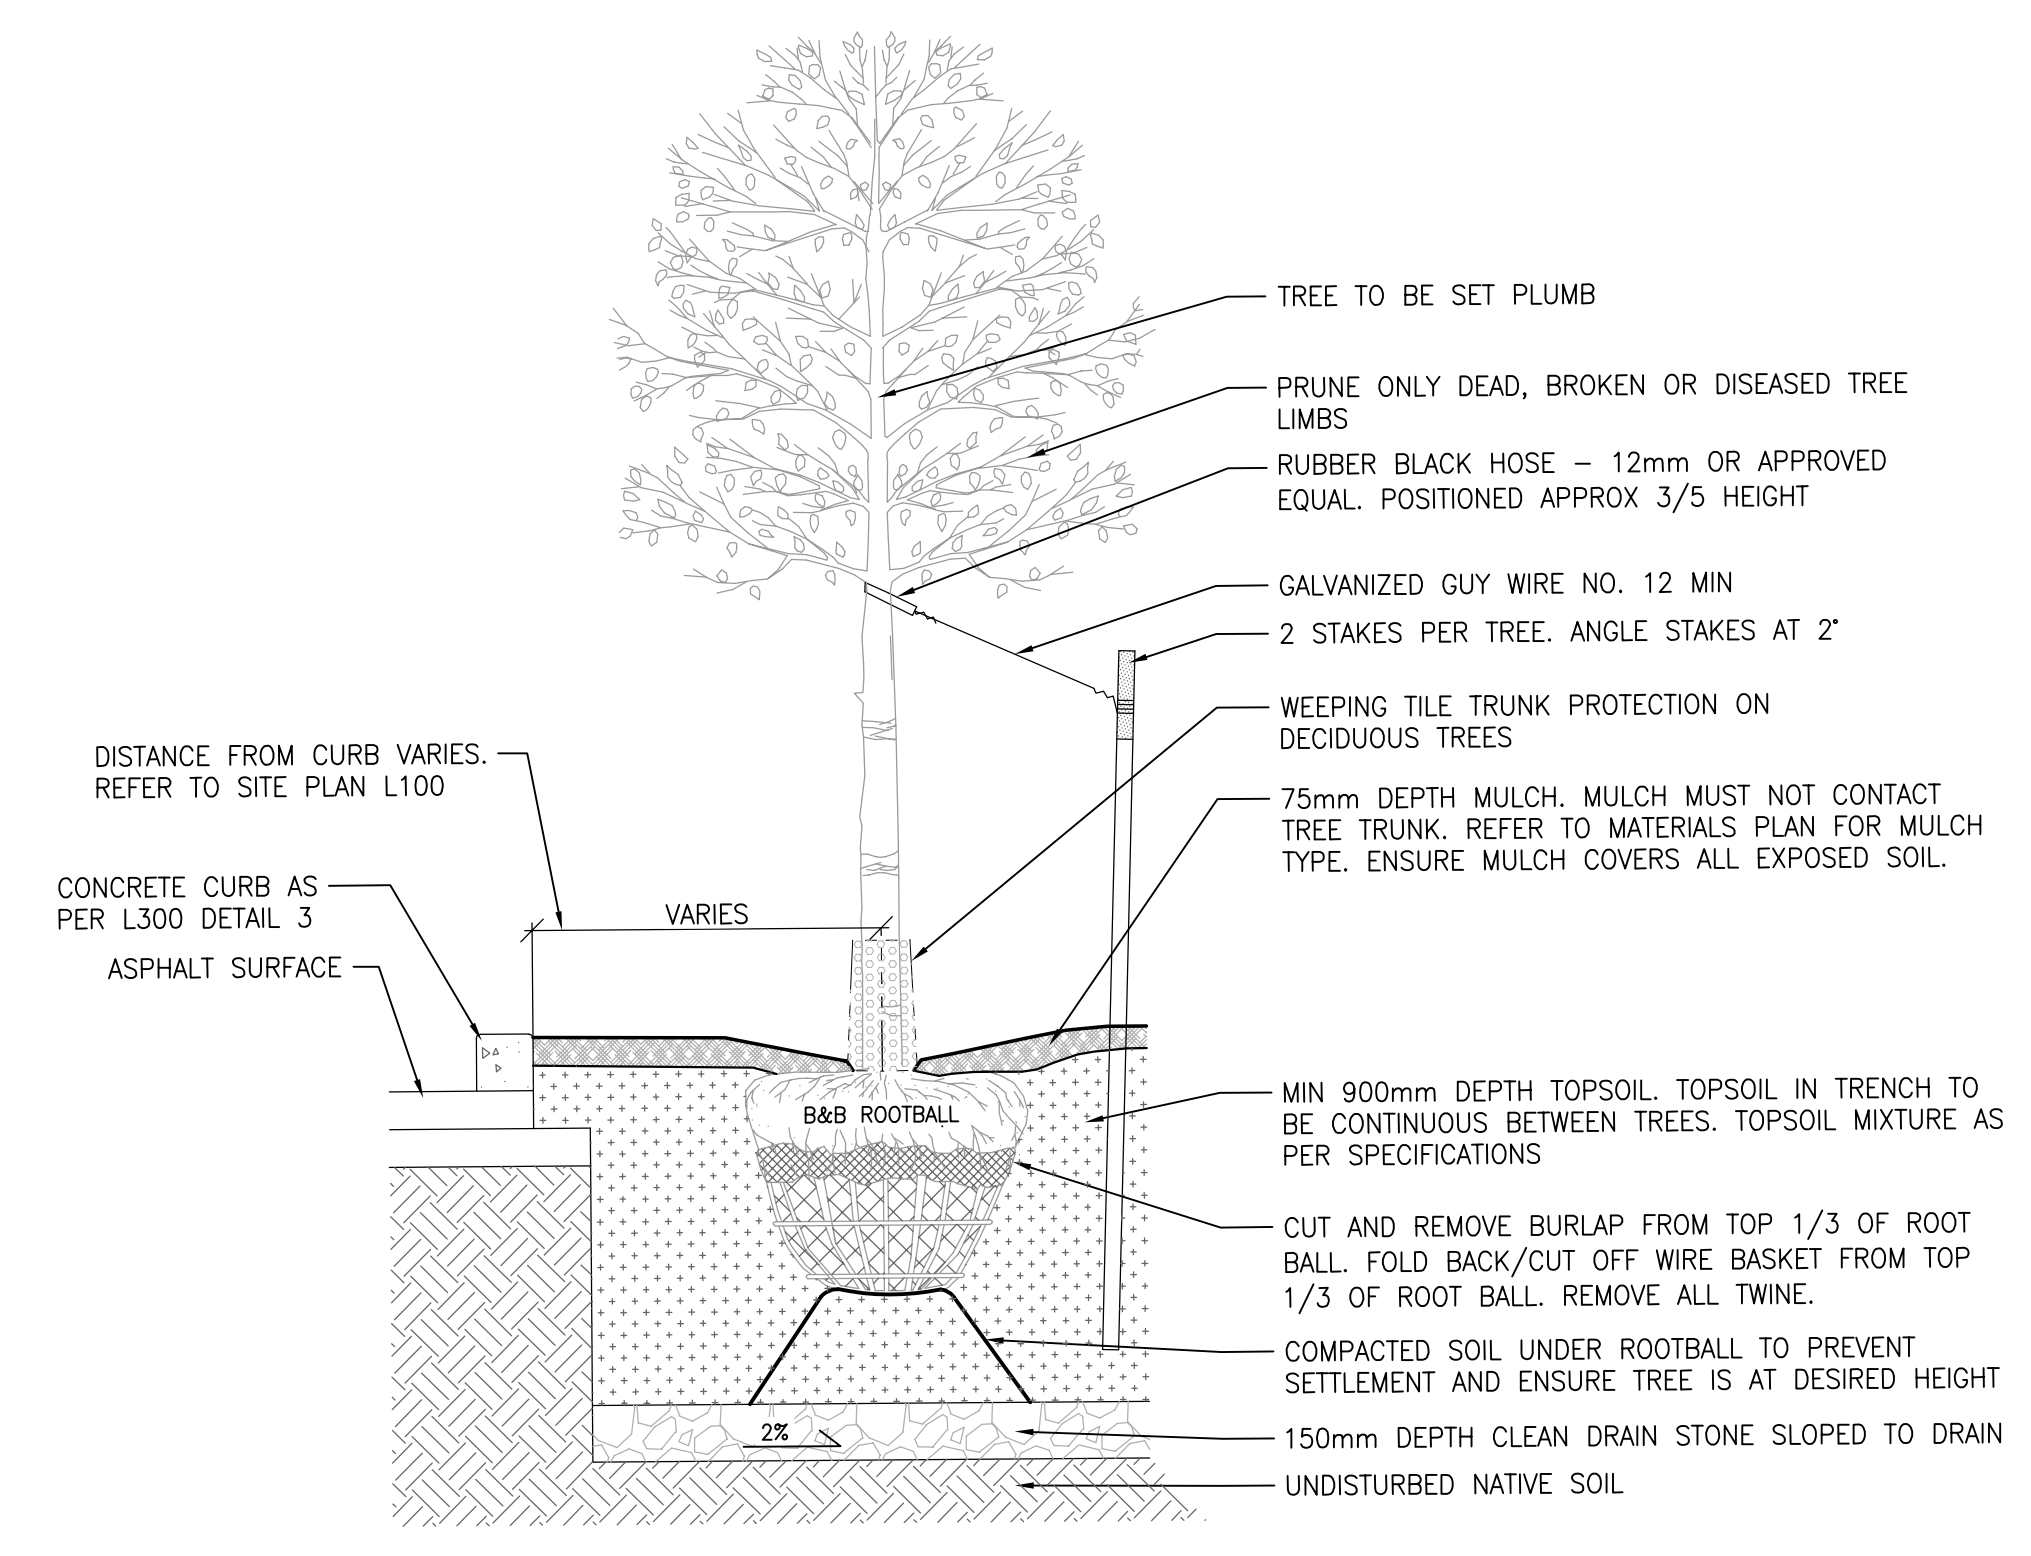 TREE TO BE SET PLUMB
PRUNE ONLY DEAD, BROKEN OR DISEASED TREE
LIMBS
RUBBER BLACK HOSE – 12mm OR APPROVED
EQUAL. POSITIONED APPROX 3/5 HEIGHT
GALVANIZED GUY WIRE NO. 12 MIN
2 STAKES PER TREE. ANGLE STAKES AT 2°
WEEPING TILE TRUNK PROTECTION ON
DECIDUOUS TREES
DISTANCE FROM CURB VARIES.
REFER TO SITE PLAN L100
75mm DEPTH MULCH. MULCH MUST NOT CONTACT
TREE TRUNK. REFER TO MATERIALS PLAN FOR MULCH
TYPE. ENSURE MULCH COVERS ALL EXPOSED SOIL.
CONCRETE CURB AS
PER L300 DETAIL 3
VARIES
ASPHALT SURFACE
B&B ROOTBALL
MIN 900mm DEPTH TOPSOIL. TOPSOIL IN TRENCH TO
BE CONTINUOUS BETWEEN TREES. TOPSOIL MIXTURE AS
PER SPECIFICATIONS
CUT AND REMOVE BURLAP FROM TOP 1/3 OF ROOT
BALL. FOLD BACK/CUT OFF WIRE BASKET FROM TOP
1/3 OF ROOT BALL. REMOVE ALL TWINE.
COMPACTED SOIL UNDER ROOTBALL TO PREVENT
SETTLEMENT AND ENSURE TREE IS AT DESIRED HEIGHT
2%
150mm DEPTH CLEAN DRAIN STONE SLOPED TO DRAIN
UNDISTURBED NATIVE SOIL